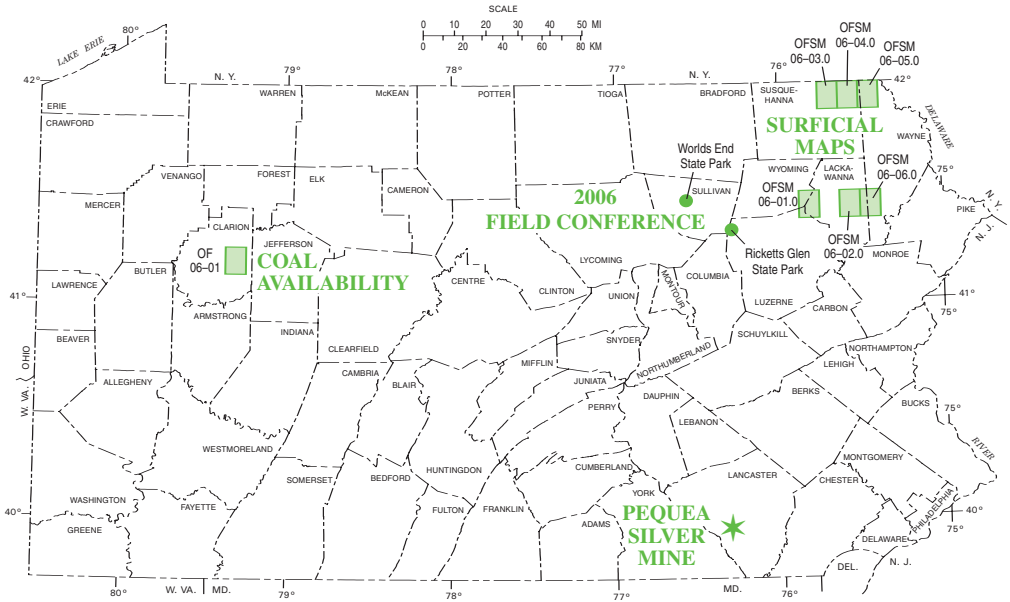 SCALE
0 10 20 30 40 50 MI
0 20 40 60 80 KM
LAKE ERIE
80°
79°
78°
77°
76°
42°
N. Y.
N. Y.
42°
OFSM
06–03.0
OFSM
06–04.0
OFSM
06–05.0
ERIE
CRAWFORD
WARREN
McKEAN
POTTER
TIOGA
BRADFORD
SUSQUE-
HANNA
WAYNE
DELAWARE
SURFICIAL
MAPS
VENANGO
FOREST
ELK
CAMERON
MERCER
Worlds End
State Park
SULLIVAN
WYOMING
LACKA-
WANNA
OFSM
06–06.0
OFSM
06–01.0
OFSM
06–02.0
75°
PIKE
N. Y.
N. J.
2006
FIELD CONFERENCE
CLARION
JEFFERSON
OF
06–01
COAL
AVAILABILITY
Ricketts Glen
State Park
MONROE
BUTLER
LAWRENCE
CENTRE
CLINTON
LYCOMING
UNION
MONTOUR
COLUMBIA
LUZERNE
CARBON
41°
41°
75°
ARMSTRONG
INDIANA
CLEARFIELD
BEAVER
SNYDER
NORTHUMBERLAND
SCHUYLKILL
NORTHAMPTON
LEHIGH
OHIO
W. VA.
ALLEGHENY
CAMBRIA
BLAIR
MIFFLIN
JUNIATA
PERRY
DAUPHIN
LEBANON
BERKS
BUCKS
75°
RIVER
WESTMORELAND
SOMERSET
BEDFORD
HUNTINGDON
FULTON
FRANKLIN
CUMBERLAND
YORK
LANCASTER
MONTGOMERY
CHESTER
WASHINGTON
FAYETTE
GREENE
40°
ADAMS
PEQUEA
SILVER
MINE
PHILADELPHIA
40°
75°
DELAWARE
DEL.
N. J.
80°
W. VA.
MD.
79°
78°
77°
MD.
76°